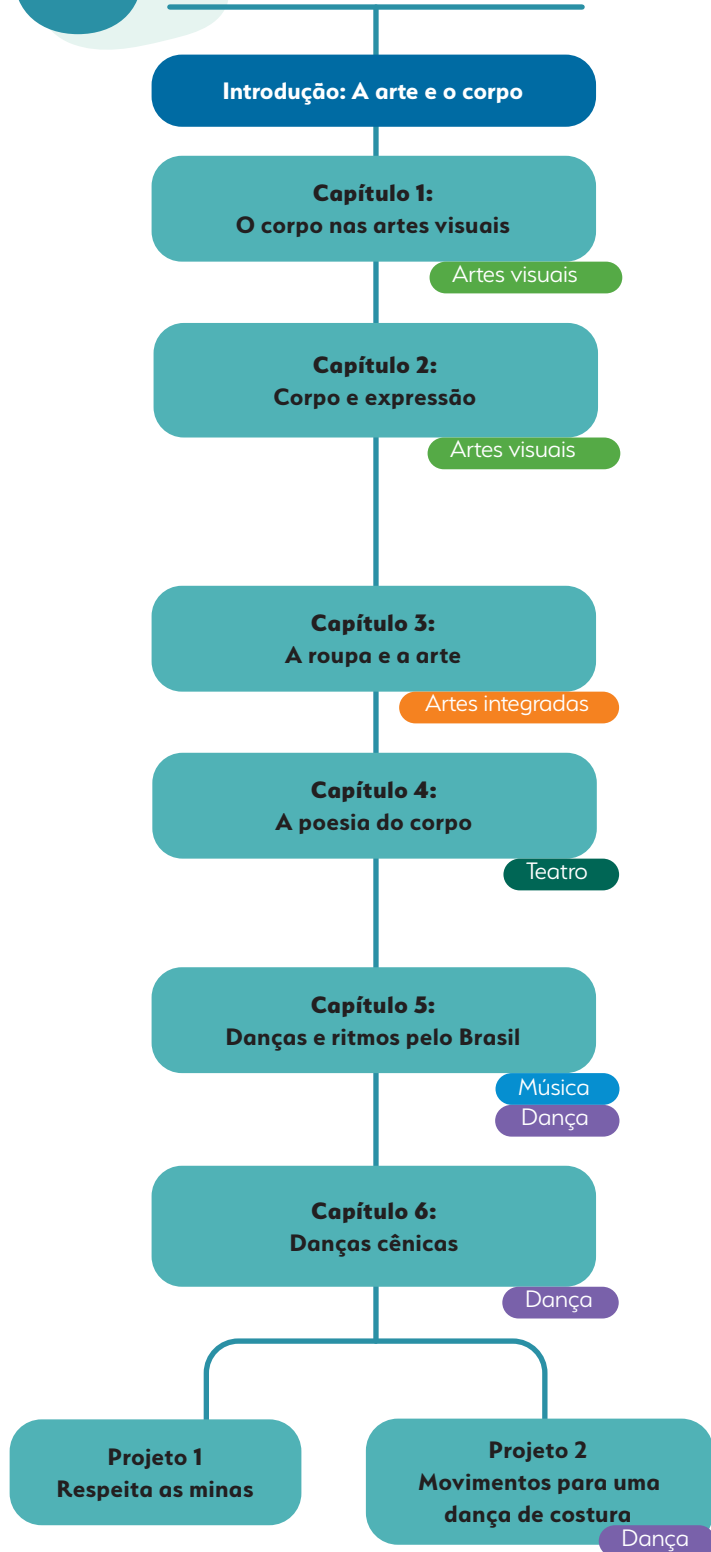 Introdução: A arte e o corpo
Capítulo 1:
O corpo nas artes visuais
Artes visuais
Capítulo 2:
Corpo e expressão
Artes visuais
Capítulo 3:
A roupa e a arte
Artes integradas
Capítulo 4:
A poesia do corpo
Teatro
Capítulo 5:
Danças e ritmos pelo Brasil
Música
Dança
Capítulo 6:
Danças cênicas
Dança
Projeto 1
Respeita as minas
Projeto 2
Movimentos para uma
dança de costura
Dança